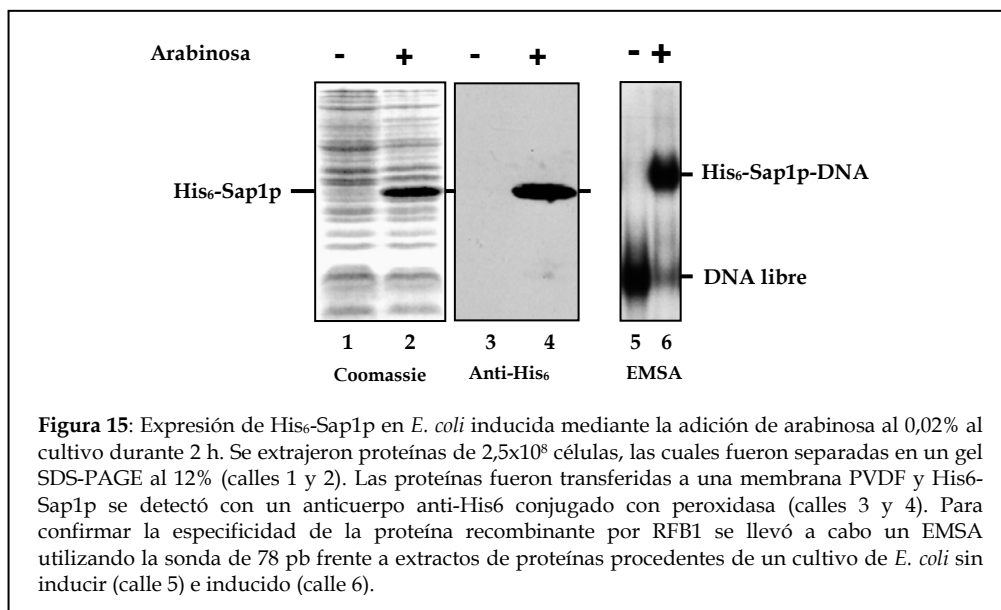 Arabinosa - + - + - +
His₆-Sap1p
His₆-Sap1p-DNA
DNA libre
1 2 3 4 5 6
Coomassie Anti-His₆ EMSA
Figura 15: Expresión de His₆-Sap1p en E. coli inducida mediante la adición de arabinosa al 0,02% al
cultivo durante 2 h. Se extrajeron proteínas de 2,5x10⁸ células, las cuales fueron separadas en un gel
SDS-PAGE al 12% (calles 1 y 2). Las proteínas fueron transferidas a una membrana PVDF y His6-
Sap1p se detectó con un anticuerpo anti-His6 conjugado con peroxidasa (calles 3 y 4). Para
confirmar la especificidad de la proteína recombinante por RFB1 se llevó a cabo un EMSA
utilizando la sonda de 78 pb frente a extractos de proteínas procedentes de un cultivo de E. coli sin
inducir (calle 5) e inducido (calle 6).